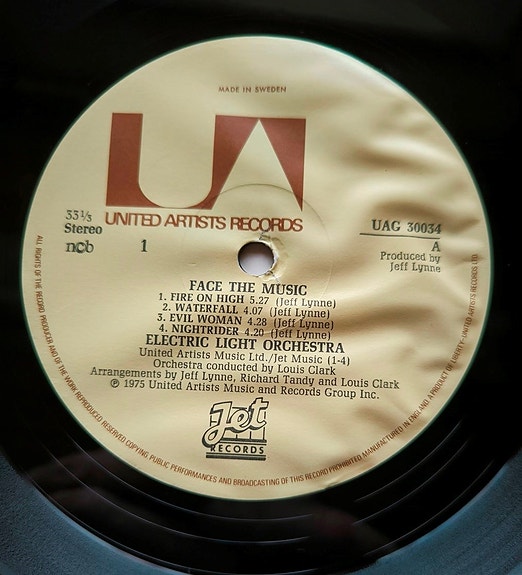 MADE IN SWEDEN
UA
UNITED ARTISTS RECORDS
33⅓
Stereo
ncb
1
UAG 30034
A
Produced by
Jeff Lynne
FACE THE MUSIC
1. FIRE ON HIGH 5.27 (Jeff Lynne)
2. WATERFALL 4.07 (Jeff Lynne)
3. EVIL WOMAN 4.28 (Jeff Lynne)
4. NIGHTRIDER 4.20 (Jeff Lynne)
ELECTRIC LIGHT ORCHESTRA
United Artists Music Ltd./Jet Music (1-4)
Orchestra conducted by Louis Clark
Arrangements by Jeff Lynne, Richard Tandy and Louis Clark
℗ 1975 United Artists Music and Records Group Inc.
Jet
RECORDS
ALL RIGHTS OF THE RECORD PRODUCER AND OF THE WORK REPRODUCED RESERVED COPYING PUBLIC PERFORMANCES AND BROADCASTING OF THIS RECORD PROHIBITED. MANUFACTURED IN ENGLAND. A PRODUCT OF LIBERTY-UNITED ARTISTS RECORDS LTD.